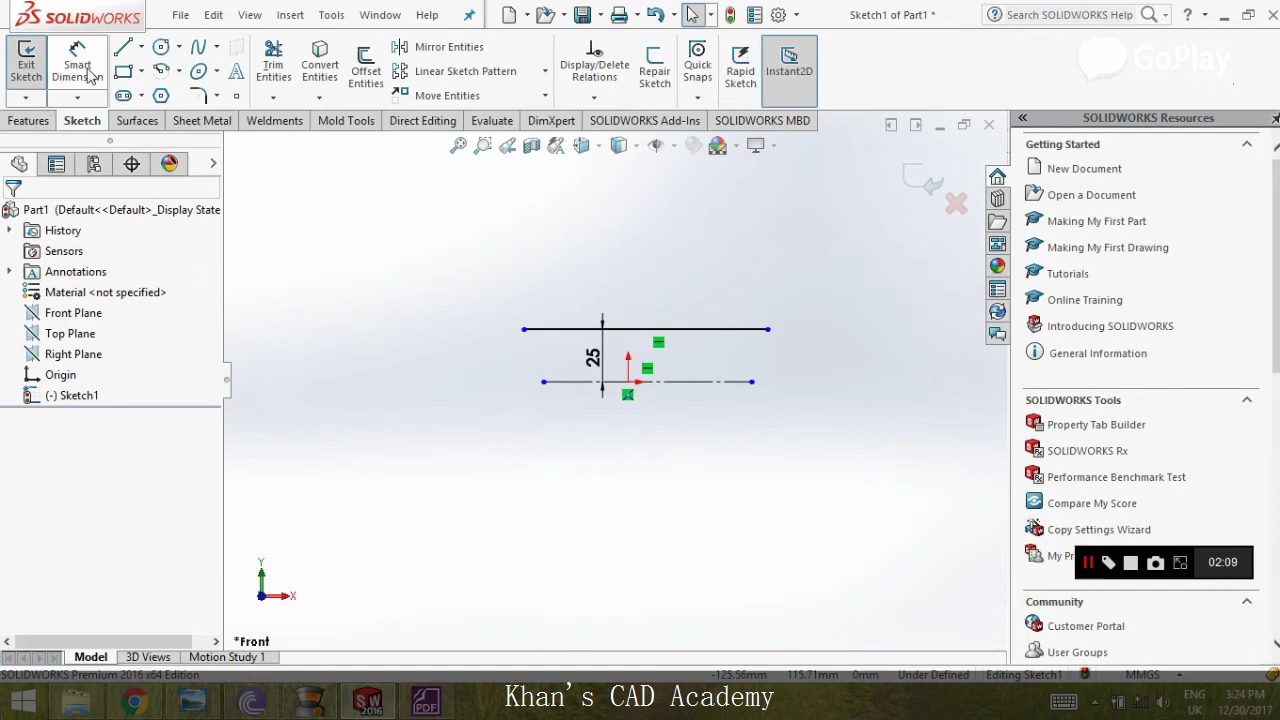 SOLIDWORKS
File Edit View Insert Tools Window Help
Sketch1 of Part1 *
Search SOLIDWORKS Help
GoPlay
Exit Sketch
Smart Dimension
Trim Entities
Convert Entities
Offset Entities
Mirror Entities
Linear Sketch Pattern
Move Entities
Display/Delete Relations
Repair Sketch
Quick Snaps
Rapid Sketch
Instant2D
Features Sketch Surfaces Sheet Metal Weldments Mold Tools Direct Editing Evaluate DimXpert SOLIDWORKS Add-Ins SOLIDWORKS MBD
Part1 (Default<<Default>_Display State
History
Sensors
Annotations
Material <not specified>
Front Plane
Top Plane
Right Plane
Origin
(-) Sketch1
25
Y
X
*Front
SOLIDWORKS Resources
Getting Started
New Document
Open a Document
Making My First Part
Making My First Drawing
Tutorials
Online Training
Introducing SOLIDWORKS
General Information
SOLIDWORKS Tools
Property Tab Builder
SOLIDWORKS Rx
Performance Benchmark Test
Compare My Score
Copy Settings Wizard
My Pr
02:09
Community
Customer Portal
User Groups
Model 3D Views Motion Study 1
SOLIDWORKS Premium 2016 x64 Edition
-125.56mm 115.71mm 0mm Under Defined Editing Sketch1 MMGS
2016
PDF
Khan's CAD Academy
ENG
UK
3:24 PM
12/30/2017